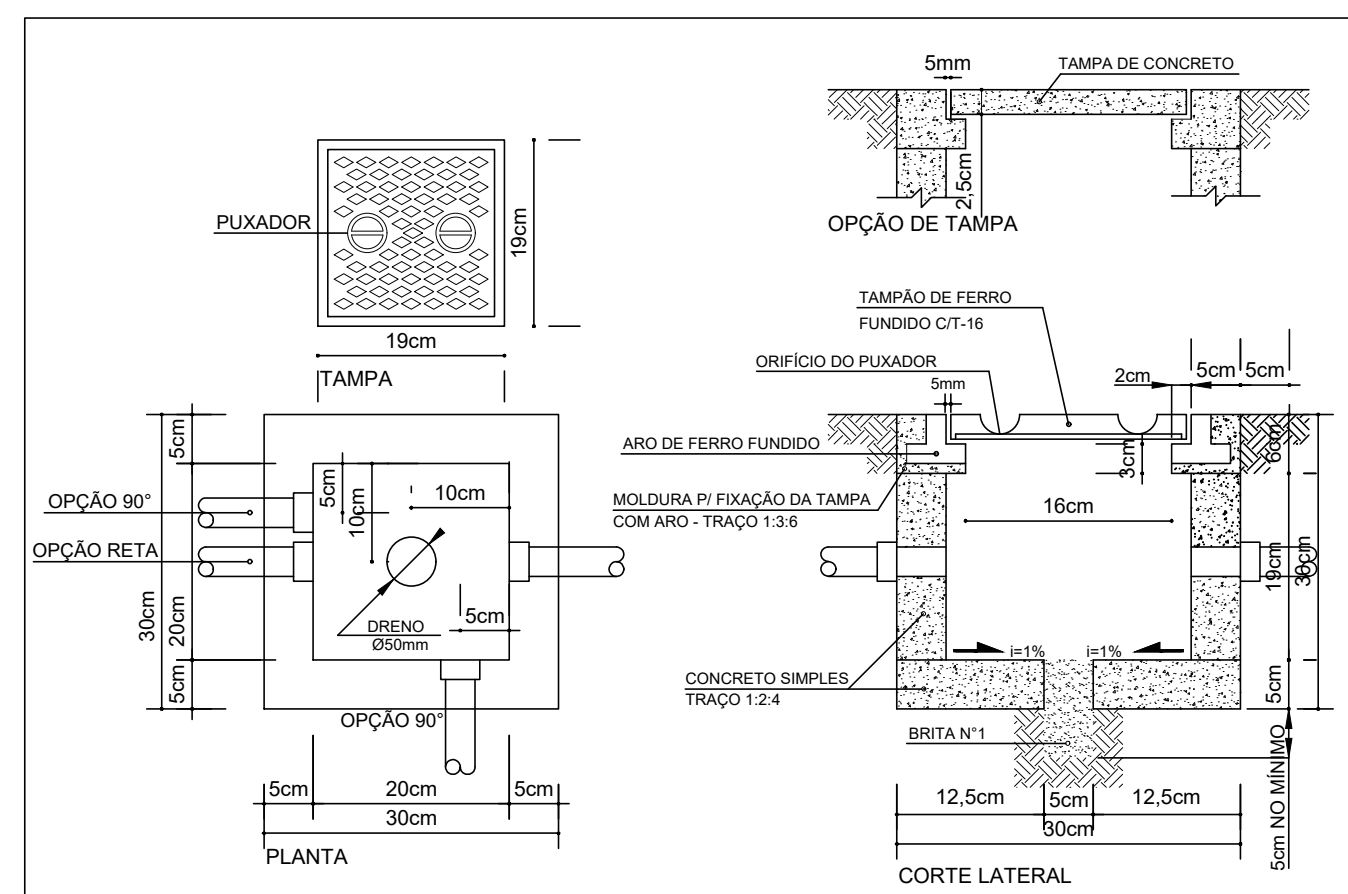 PUXADOR
19cm
19cm
TAMPA
5mm
TAMPA DE CONCRETO
2,5cm
OPÇÃO DE TAMPA
OPÇÃO 90°
OPÇÃO RETA
5cm
20cm
5cm
30cm
5cm
10cm
10cm
DRENO
Ø50mm
5cm
OPÇÃO 90°
5cm
20cm
5cm
30cm
PLANTA
TAMPÃO DE FERRO
FUNDIDO C/T-16
ORIFÍCIO DO PUXADOR
5mm
2cm
5cm
5cm
ARO DE FERRO FUNDIDO
3cm
6cm
MOLDURA P/ FIXAÇÃO DA TAMPA
COM ARO - TRAÇO 1:3:6
16cm
19cm
30cm
i=1%
i=1%
CONCRETO SIMPLES
TRAÇO 1:2:4
5cm
BRITA N°1
5cm NO MÍNIMO
12,5cm
5cm
12,5cm
30cm
CORTE LATERAL